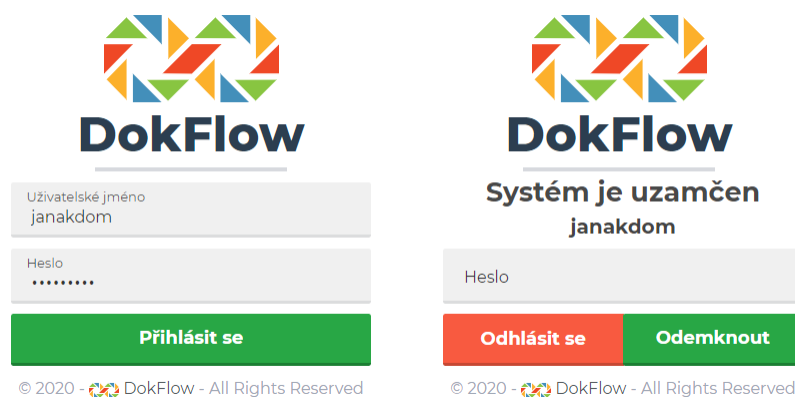 DokFlow
Uživatelské jméno
janakdom
Heslo
•••••••••
Přihlásit se
© 2020 - DokFlow - All Rights Reserved
DokFlow
Systém je uzamčen
janakdom
Heslo
Odhlásit se
Odemknout
© 2020 - DokFlow - All Rights Reserved